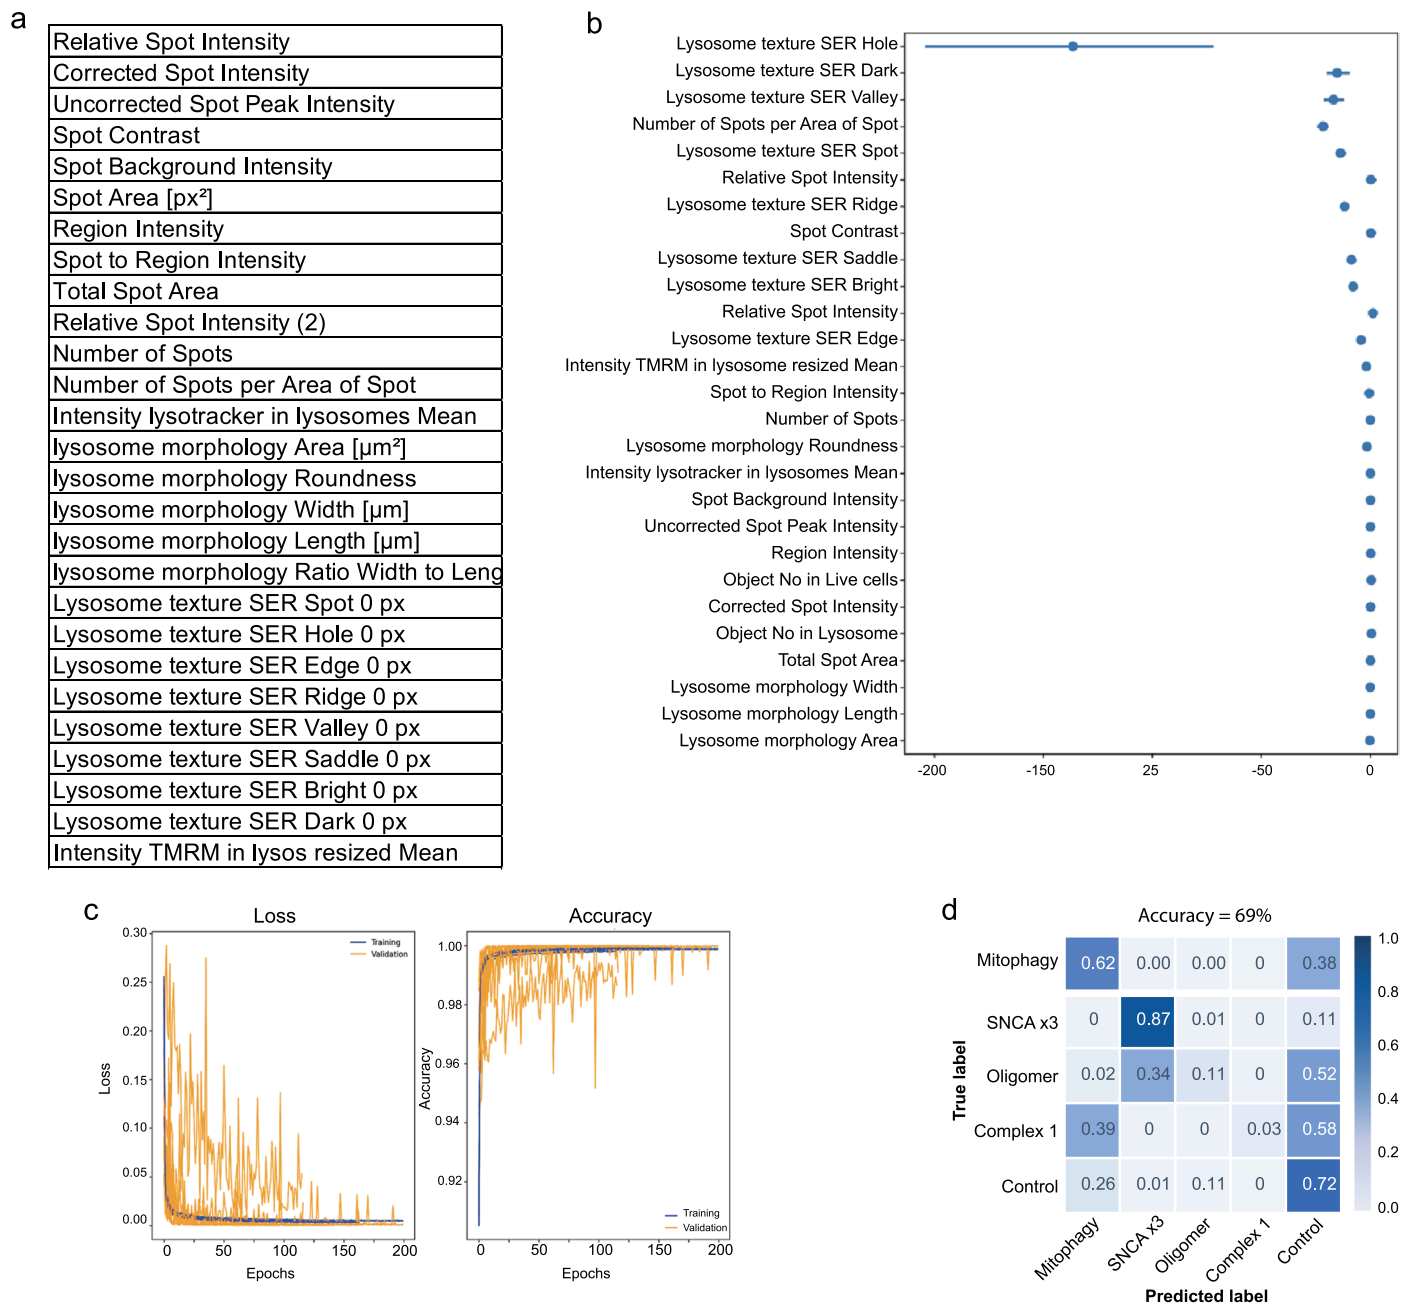 a
Relative Spot Intensity
Corrected Spot Intensity
Uncorrected Spot Peak Intensity
Spot Contrast
Spot Background Intensity
Spot Area [px²]
Region Intensity
Spot to Region Intensity
Total Spot Area
Relative Spot Intensity (2)
Number of Spots
Number of Spots per Area of Spot
Intensity lysotracker in lysosomes Mean
lysosome morphology Area [µm²]
lysosome morphology Roundness
lysosome morphology Width [µm]
lysosome morphology Length [µm]
lysosome morphology Ratio Width to Leng
Lysosome texture SER Spot 0 px
Lysosome texture SER Hole 0 px
Lysosome texture SER Edge 0 px
Lysosome texture SER Ridge 0 px
Lysosome texture SER Valley 0 px
Lysosome texture SER Saddle 0 px
Lysosome texture SER Bright 0 px
Lysosome texture SER Dark 0 px
Intensity TMRM in lysos resized Mean
b
Lysosome texture SER Hole
Lysosome texture SER Dark
Lysosome texture SER Valley
Number of Spots per Area of Spot
Lysosome texture SER Spot
Relative Spot Intensity
Lysosome texture SER Ridge
Spot Contrast
Lysosome texture SER Saddle
Lysosome texture SER Bright
Relative Spot Intensity
Lysosome texture SER Edge
Intensity TMRM in lysosome resized Mean
Spot to Region Intensity
Number of Spots
Lysosome morphology Roundness
Intensity lysotracker in lysosomes Mean
Spot Background Intensity
Uncorrected Spot Peak Intensity
Region Intensity
Object No in Live cells
Corrected Spot Intensity
Object No in Lysosome
Total Spot Area
Lysosome morphology Width
Lysosome morphology Length
Lysosome morphology Area
-200 -150 25 -50 0
c
Loss
Training
Validation
0.30
0.25
0.20
0.15
0.10
0.05
0.00
Loss
0 50 100 150 200
Epochs
Accuracy
1.00
0.98
0.96
0.94
0.92
Accuracy
Training
Validation
0 50 100 150 200
Epochs
d
Accuracy = 69%
True label
Mitophagy 0.62 0.00 0.00 0 0.38
SNCA x3 0 0.87 0.01 0 0.11
Oligomer 0.02 0.34 0.11 0 0.52
Complex 1 0.39 0 0 0.03 0.58
Control 0.26 0.01 0.11 0 0.72
Mitophagy SNCA x3 Oligomer Complex 1 Control
Predicted label
1.0
0.8
0.6
0.4
0.2
0.0